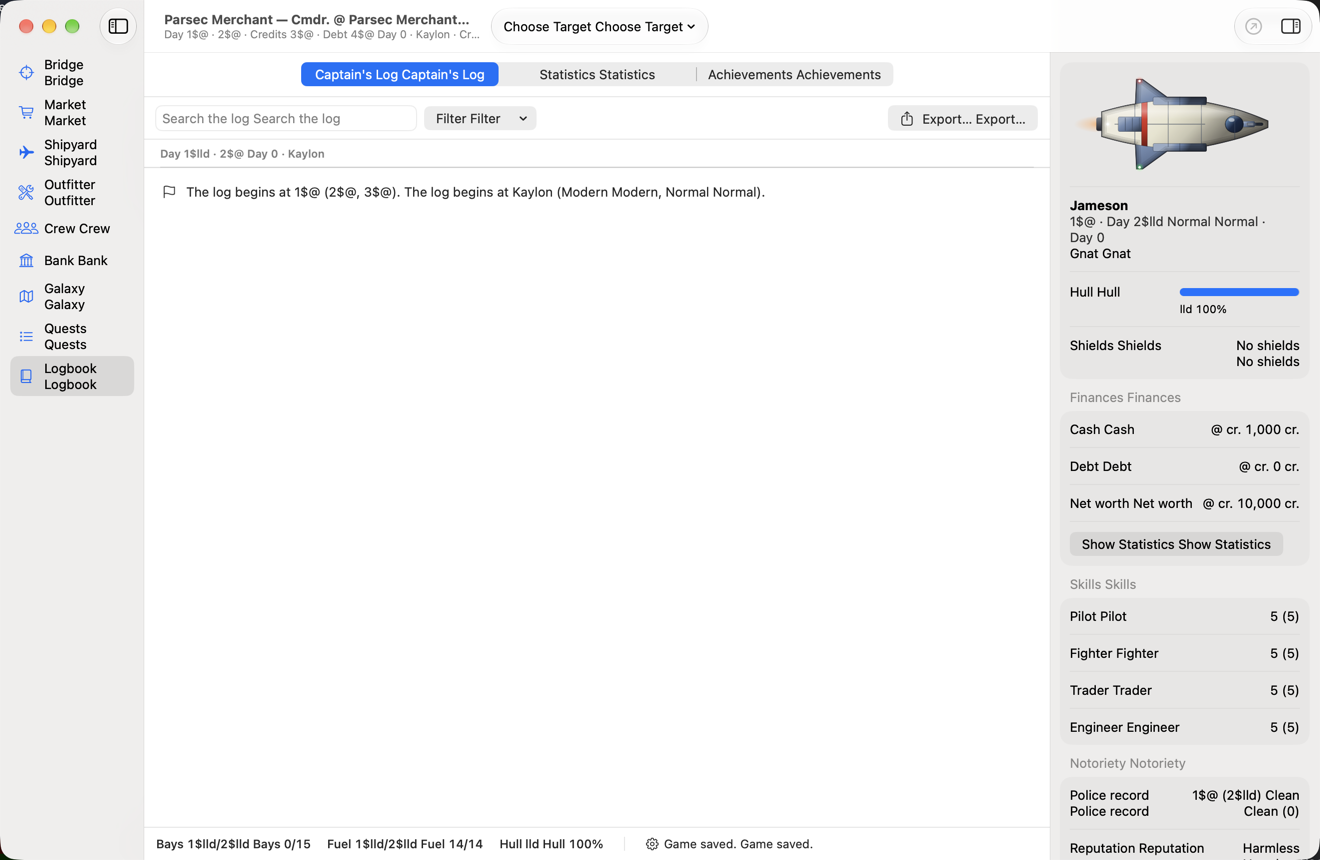 Parsec Merchant — Cmdr. @ Parsec Merchant...
Day 1$@ · 2$@ · Credits 3$@ · Debt 4$@ Day 0 · Kaylon · Cr...
Choose Target Choose Target
Bridge
Bridge
Market
Market
Shipyard
Shipyard
Outfitter
Outfitter
Crew Crew
Bank Bank
Galaxy
Galaxy
Quests
Quests
Logbook
Logbook
Captain's Log Captain's Log
Statistics Statistics
Achievements Achievements
Search the log Search the log
Filter Filter
Export... Export...
Day 1$lld · 2$@ Day 0 · Kaylon
The log begins at 1$@ (2$@, 3$@). The log begins at Kaylon (Modern Modern, Normal Normal).
Jameson
1$@ · Day 2$lld Normal Normal ·
Day 0
Gnat Gnat
Hull Hull
lld 100%
Shields Shields
No shields
No shields
Finances Finances
Cash Cash @ cr. 1,000 cr.
Debt Debt @ cr. 0 cr.
Net worth Net worth @ cr. 10,000 cr.
Show Statistics Show Statistics
Skills Skills
Pilot Pilot 5 (5)
Fighter Fighter 5 (5)
Trader Trader 5 (5)
Engineer Engineer 5 (5)
Notoriety Notoriety
Police record 1$@ (2$lld) Clean
Police record Clean (0)
Reputation Reputation Harmless
Bays 1$lld/2$lld Bays 0/15 Fuel 1$lld/2$lld Fuel 14/14 Hull lld Hull 100% Game saved. Game saved.